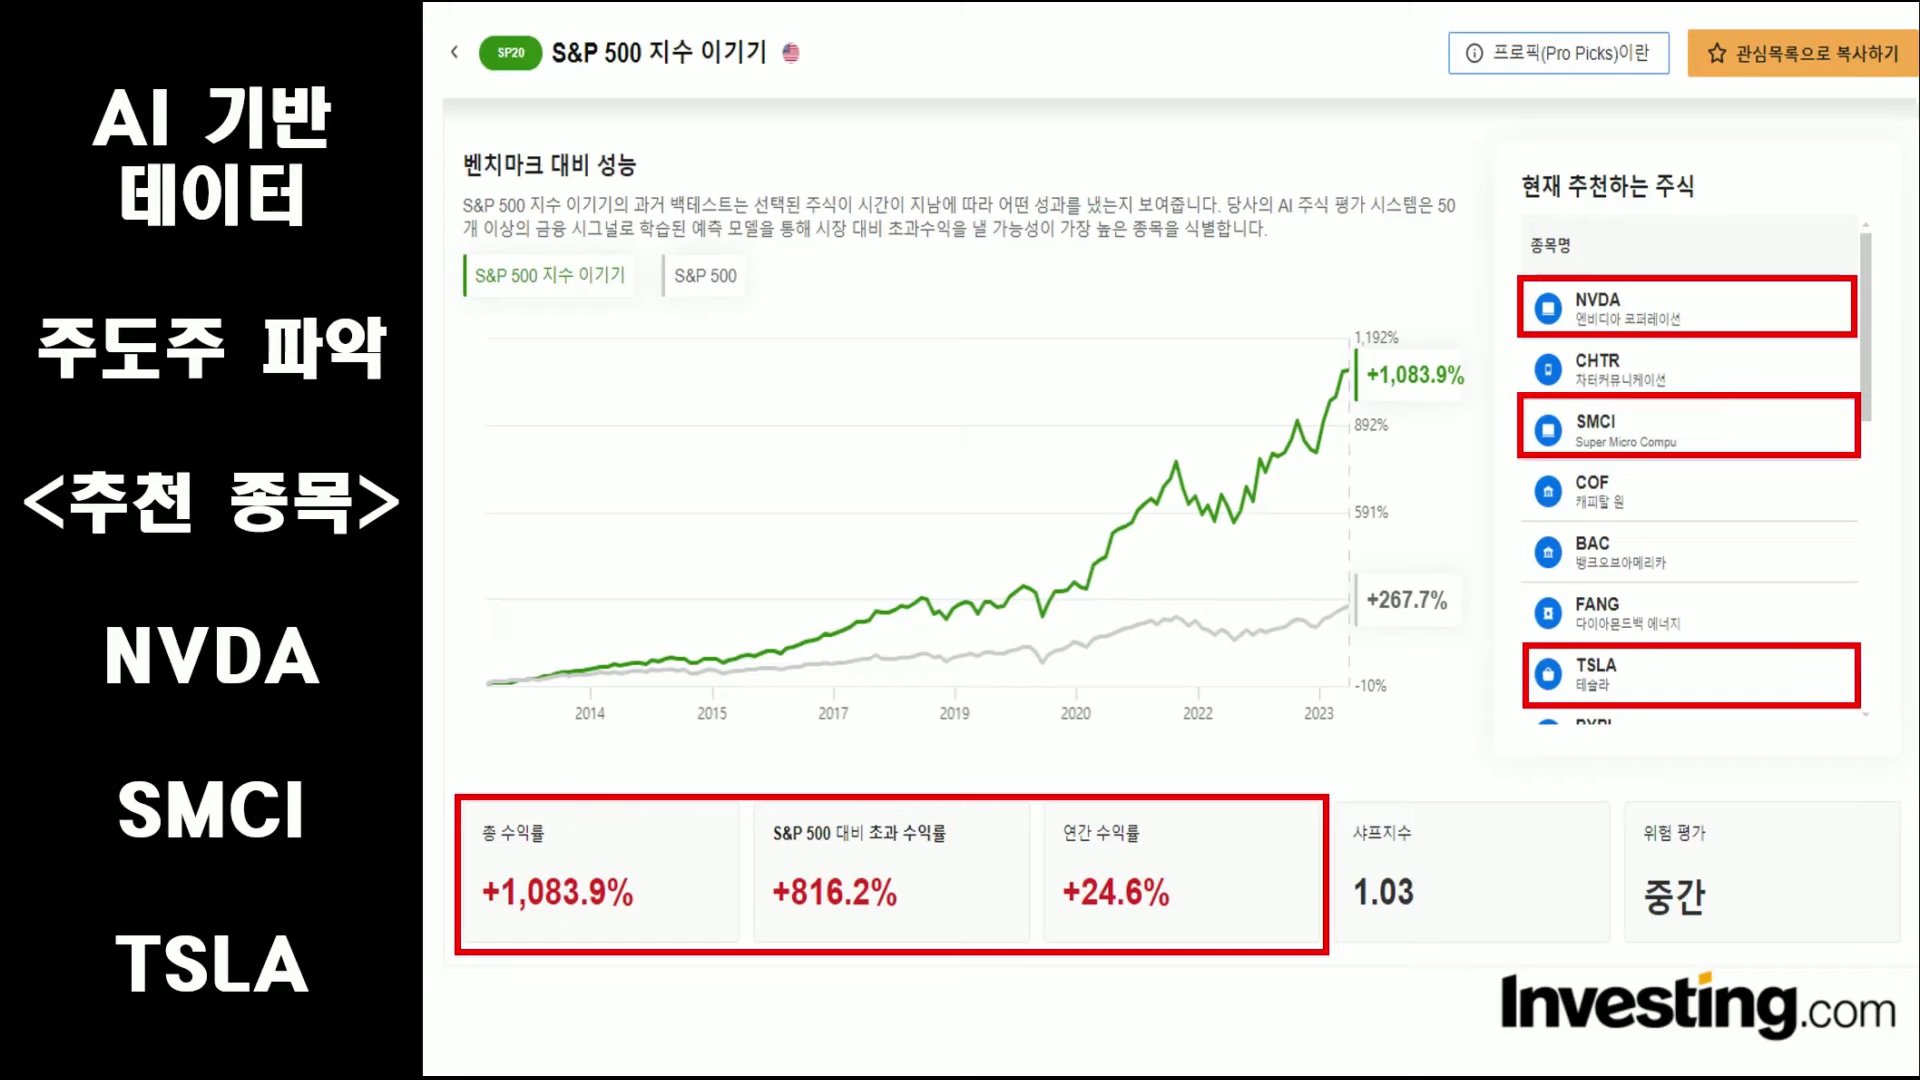 AI 기반
데이터
주도주 파악
<추천 종목>
NVDA
SMCI
TSLA
SP20 S&P 500 지수 이기기
프로픽(Pro Picks)이란
관심목록으로 복사하기
벤치마크 대비 성능
S&P 500 지수 이기기의 과거 백테스트는 선택된 주식이 시간이 지남에 따라 어떤 성과를 냈는지 보여줍니다. 당사의 AI 주식 평가 시스템은 50
개 이상의 금융 시그널로 학습된 예측 모델을 통해 시장 대비 초과수익을 낼 가능성이 가장 높은 종목을 식별합니다.
S&P 500 지수 이기기
S&P 500
1,192%
+1,083.9%
892%
591%
+267.7%
-10%
2014 2015 2017 2019 2020 2022 2023
현재 추천하는 주식
종목명
NVDA
엔비디아 코퍼레이션
CHTR
차터커뮤니케이션
SMCI
Super Micro Compu
COF
캐피탈 원
BAC
뱅크오브아메리카
FANG
다이아몬드백 에너지
TSLA
테슬라
총 수익률
+1,083.9%
S&P 500 대비 초과 수익률
+816.2%
연간 수익률
+24.6%
샤프지수
1.03
위험 평가
중간
Investing.com